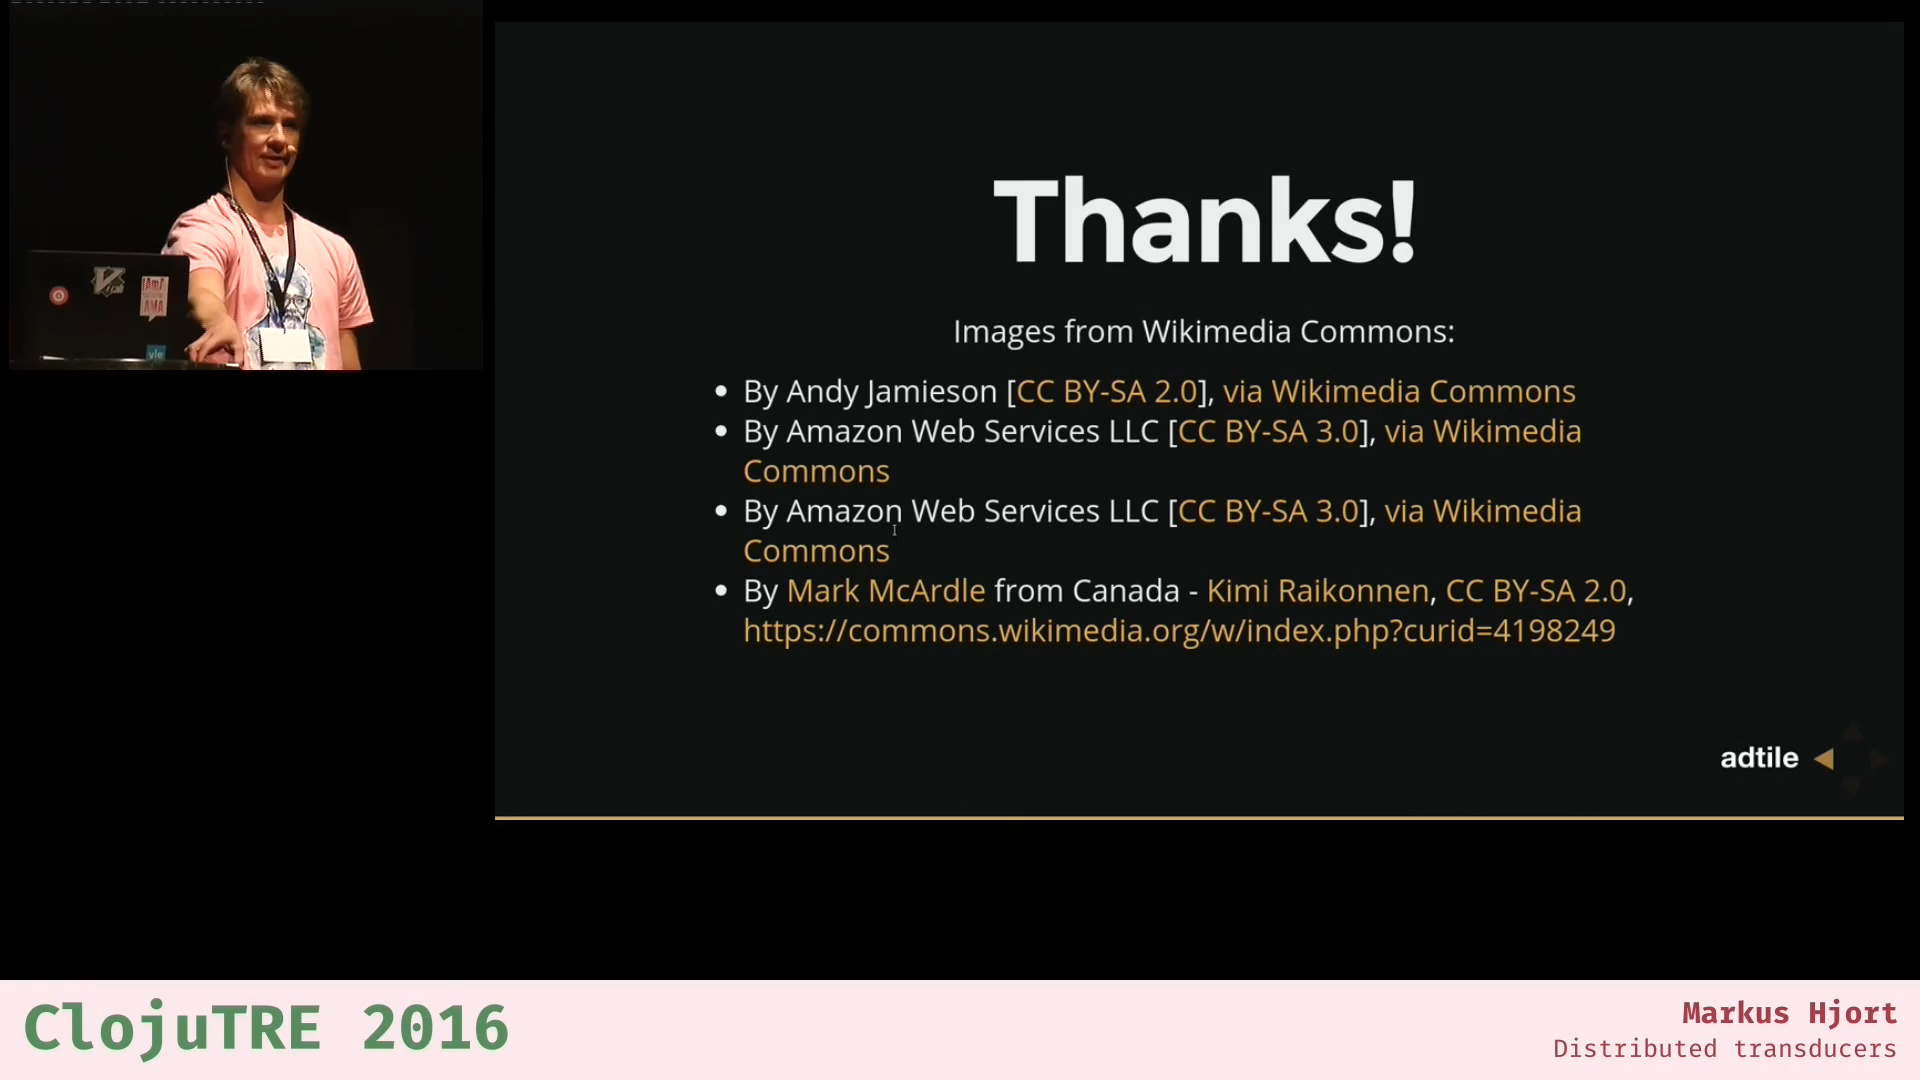 Thanks!
Images from Wikimedia Commons:
• By Andy Jamieson [CC BY-SA 2.0], via Wikimedia Commons
• By Amazon Web Services LLC [CC BY-SA 3.0], via Wikimedia
Commons
• By Amazon Web Services LLC [CC BY-SA 3.0], via Wikimedia
Commons
• By Mark McArdle from Canada - Kimi Raikonnen, CC BY-SA 2.0,
https://commons.wikimedia.org/w/index.php?curid=4198249
adtile
ClojuTRE 2016
Markus Hjort
Distributed transducers